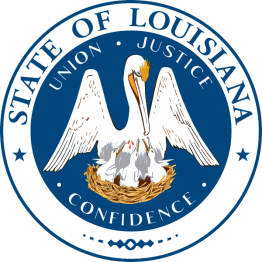 STATE OF LOUISIANA
UNION · JUSTICE
· CONFIDENCE ·